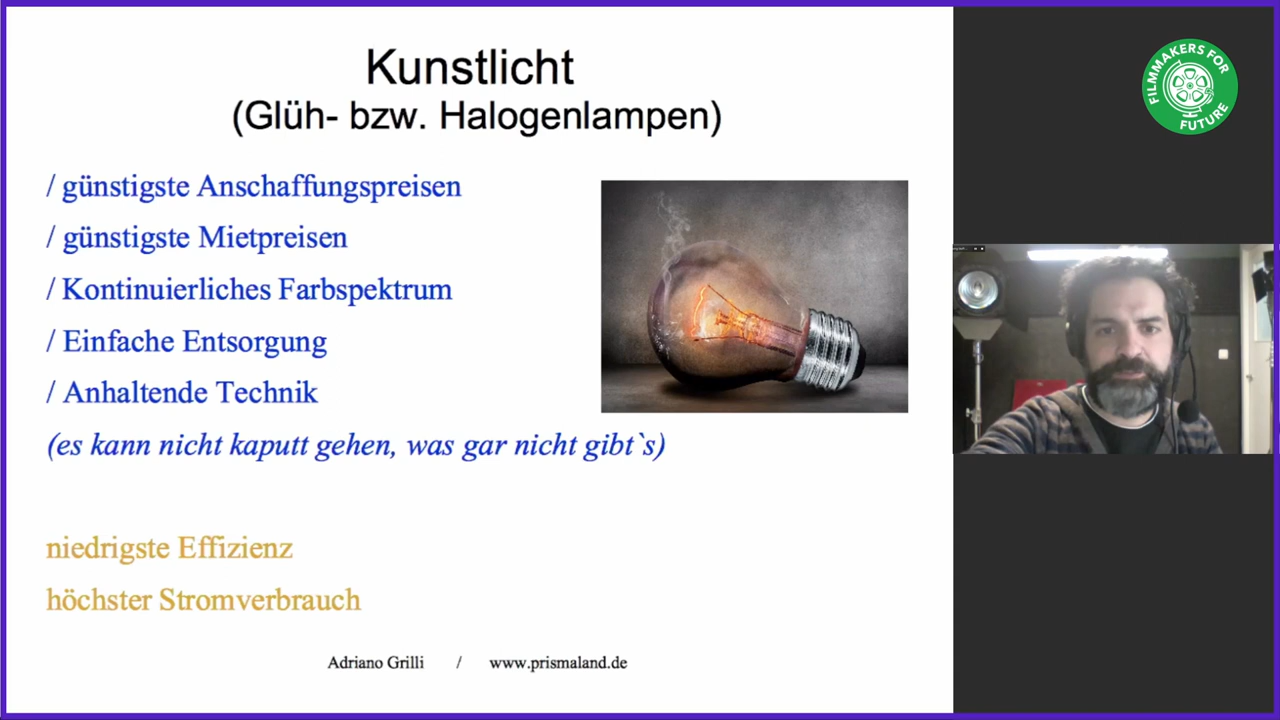 Kunstlicht
(Glüh- bzw. Halogenlampen)
/ günstigste Anschaffungspreisen
/ günstigste Mietpreisen
/ Kontinuierliches Farbspektrum
/ Einfache Entsorgung
/ Anhaltende Technik
(es kann nicht kaputt gehen, was gar nicht gibt`s)
niedrigste Effizienz
höchster Stromverbrauch
Adriano Grilli / www.prismaland.de
FILMMAKERS FOR
FUTURE